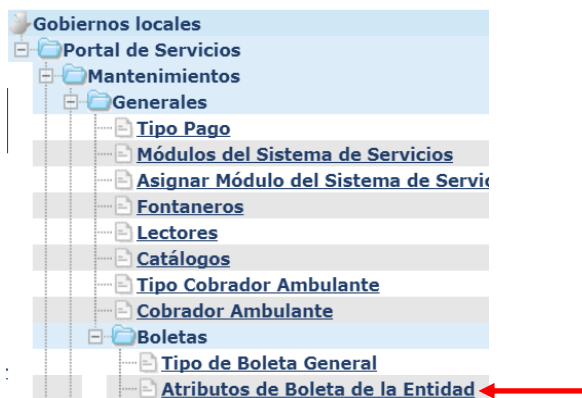 Gobiernos locales
Portal de Servicios
Mantenimientos
Generales
Tipo Pago
Módulos del Sistema de Servicios
Asignar Módulo del Sistema de Servic
Fontaneros
Lectores
Catálogos
Tipo Cobrador Ambulante
Cobrador Ambulante
Boletas
Tipo de Boleta General
Atributos de Boleta de la Entidad